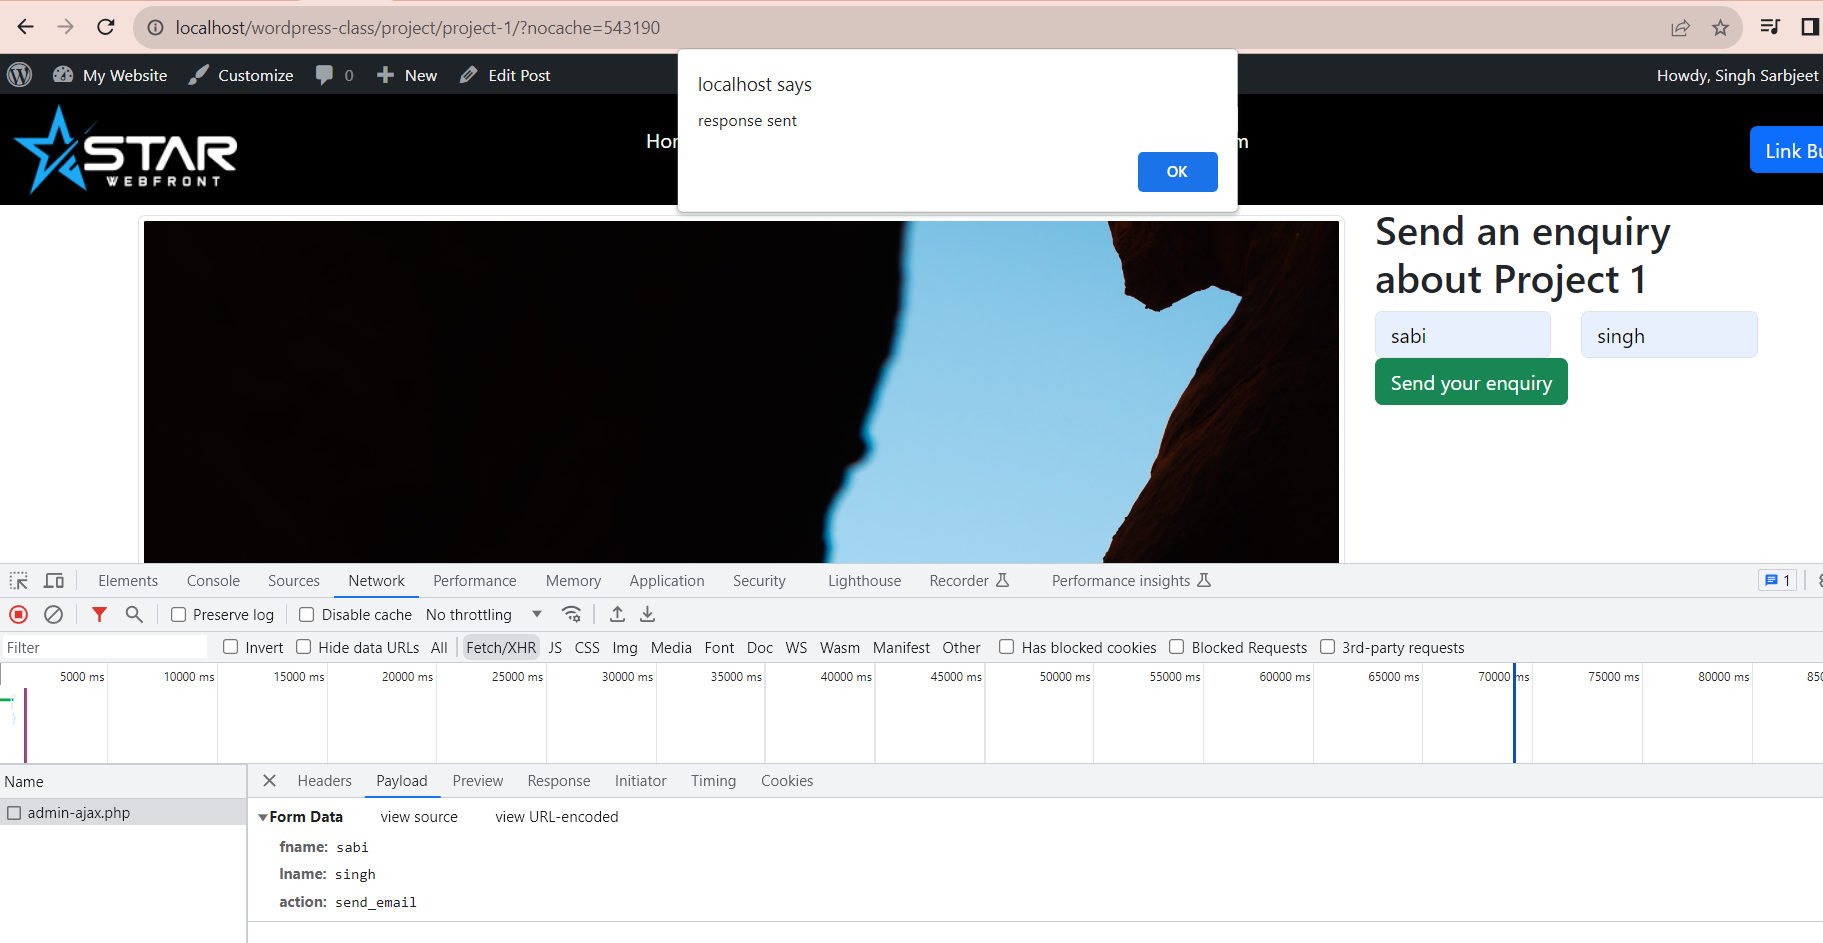 localhost/wordpress-class/project/project-1/?nocache=543190
My Website Customize 0 New Edit Post Howdy, Singh Sarbjeet
localhost says
response sent
OK
STAR
WEBFRONT
Send an enquiry
about Project 1
sabi singh
Send your enquiry
Elements Console Sources Network Performance Memory Application Security Lighthouse Recorder Performance insights 1
Preserve log Disable cache No throttling
Filter Invert Hide data URLs All Fetch/XHR JS CSS Img Media Font Doc WS Wasm Manifest Other Has blocked cookies Blocked Requests 3rd-party requests
5000 ms 10000 ms 15000 ms 20000 ms 25000 ms 30000 ms 35000 ms 40000 ms 45000 ms 50000 ms 55000 ms 60000 ms 65000 ms 70000 ms 75000 ms 80000 ms
Name Headers Payload Preview Response Initiator Timing Cookies
admin-ajax.php Form Data view source view URL-encoded
fname: sabi
lname: singh
action: send_email